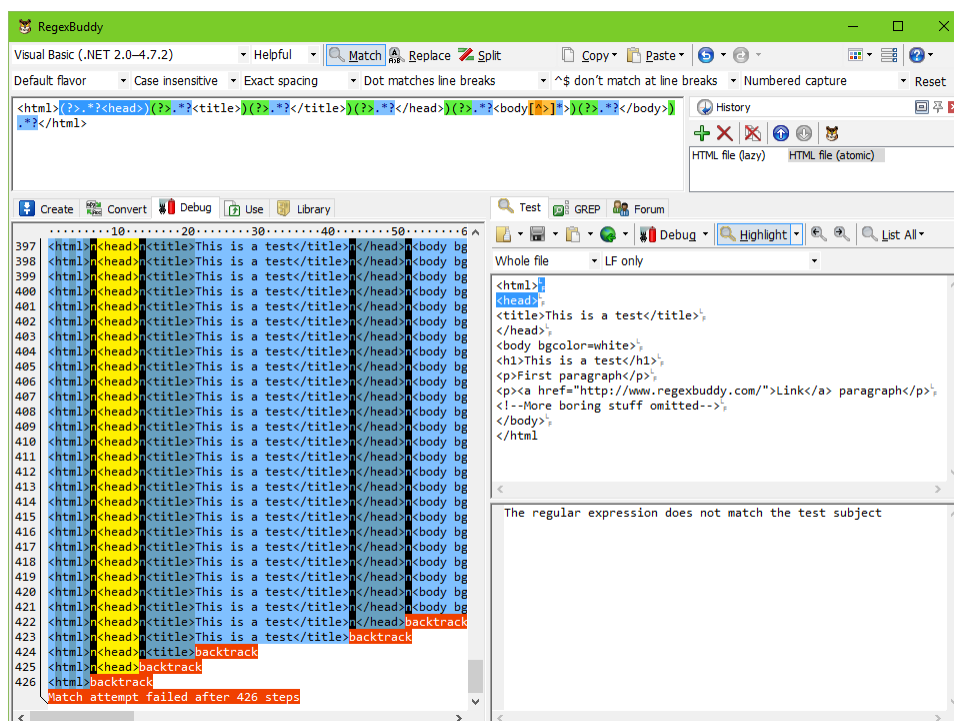 RegexBuddy
Visual Basic (.NET 2.0–4.7.2) Helpful Match Replace Split Copy Paste
Default flavor Case insensitive Exact spacing Dot matches line breaks ^$ don't match at line breaks Numbered capture Reset
<html>(?>.*?<head>)(?>.*?<title>)(?>.*?</title>)(?>.*?</head>)(?>.*?<body[^>]*>)(?>.*?</body>)
.*?</html>
History
HTML file (lazy) HTML file (atomic)
Create Convert Debug Use Library
·········10········20········30········40········50········6
397 <html>n<head>n<title>This is a test</title>n</head>n<body bg
398 <html>n<head>n<title>This is a test</title>n</head>n<body bg
399 <html>n<head>n<title>This is a test</title>n</head>n<body bg
400 <html>n<head>n<title>This is a test</title>n</head>n<body bg
401 <html>n<head>n<title>This is a test</title>n</head>n<body bg
402 <html>n<head>n<title>This is a test</title>n</head>n<body bg
403 <html>n<head>n<title>This is a test</title>n</head>n<body bg
404 <html>n<head>n<title>This is a test</title>n</head>n<body bg
405 <html>n<head>n<title>This is a test</title>n</head>n<body bg
406 <html>n<head>n<title>This is a test</title>n</head>n<body bg
407 <html>n<head>n<title>This is a test</title>n</head>n<body bg
408 <html>n<head>n<title>This is a test</title>n</head>n<body bg
409 <html>n<head>n<title>This is a test</title>n</head>n<body bg
410 <html>n<head>n<title>This is a test</title>n</head>n<body bg
411 <html>n<head>n<title>This is a test</title>n</head>n<body bg
412 <html>n<head>n<title>This is a test</title>n</head>n<body bg
413 <html>n<head>n<title>This is a test</title>n</head>n<body bg
414 <html>n<head>n<title>This is a test</title>n</head>n<body bg
415 <html>n<head>n<title>This is a test</title>n</head>n<body bg
416 <html>n<head>n<title>This is a test</title>n</head>n<body bg
417 <html>n<head>n<title>This is a test</title>n</head>n<body bg
418 <html>n<head>n<title>This is a test</title>n</head>n<body bg
419 <html>n<head>n<title>This is a test</title>n</head>n<body bg
420 <html>n<head>n<title>This is a test</title>n</head>n<body bg
421 <html>n<head>n<title>This is a test</title>n</head>n<body bg
422 <html>n<head>n<title>This is a test</title>n</head>backtrack
423 <html>n<head>n<title>This is a test</title>backtrack
424 <html>n<head>n<title>backtrack
425 <html>n<head>backtrack
426 <html>backtrack
Match attempt failed after 426 steps
Test GREP Forum
Debug Highlight List All
Whole file LF only
<html>
<head>
<title>This is a test</title>
</head>
<body bgcolor=white>
<h1>This is a test</h1>
<p>First paragraph</p>
<p><a href="http://www.regexbuddy.com/">Link</a> paragraph</p>
<!--More boring stuff omitted-->
</body>
</html
The regular expression does not match the test subject